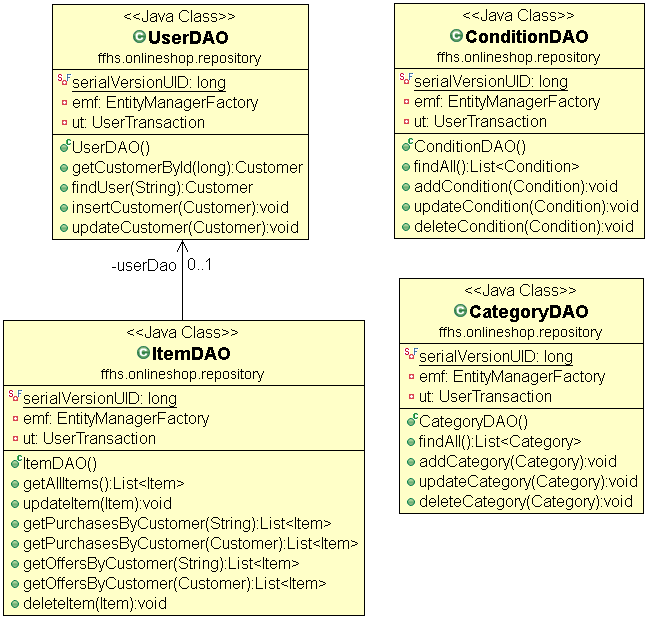 <<Java Class>>
UserDAO
ffhs.onlineshop.repository
serialVersionUID: long
emf: EntityManagerFactory
ut: UserTransaction
UserDAO()
getCustomerById(long):Customer
findUser(String):Customer
insertCustomer(Customer):void
updateCustomer(Customer):void
<<Java Class>>
ConditionDAO
ffhs.onlineshop.repository
serialVersionUID: long
emf: EntityManagerFactory
ut: UserTransaction
ConditionDAO()
findAll():List<Condition>
addCondition(Condition):void
updateCondition(Condition):void
deleteCondition(Condition):void
-userDao 0..1
<<Java Class>>
ItemDAO
ffhs.onlineshop.repository
serialVersionUID: long
emf: EntityManagerFactory
ut: UserTransaction
ItemDAO()
getAllItems():List<Item>
updateItem(Item):void
getPurchasesByCustomer(String):List<Item>
getPurchasesByCustomer(Customer):List<Item>
getOffersByCustomer(String):List<Item>
getOffersByCustomer(Customer):List<Item>
deleteItem(Item):void
<<Java Class>>
CategoryDAO
ffhs.onlineshop.repository
serialVersionUID: long
emf: EntityManagerFactory
ut: UserTransaction
CategoryDAO()
findAll():List<Category>
addCategory(Category):void
updateCategory(Category):void
deleteCategory(Category):void